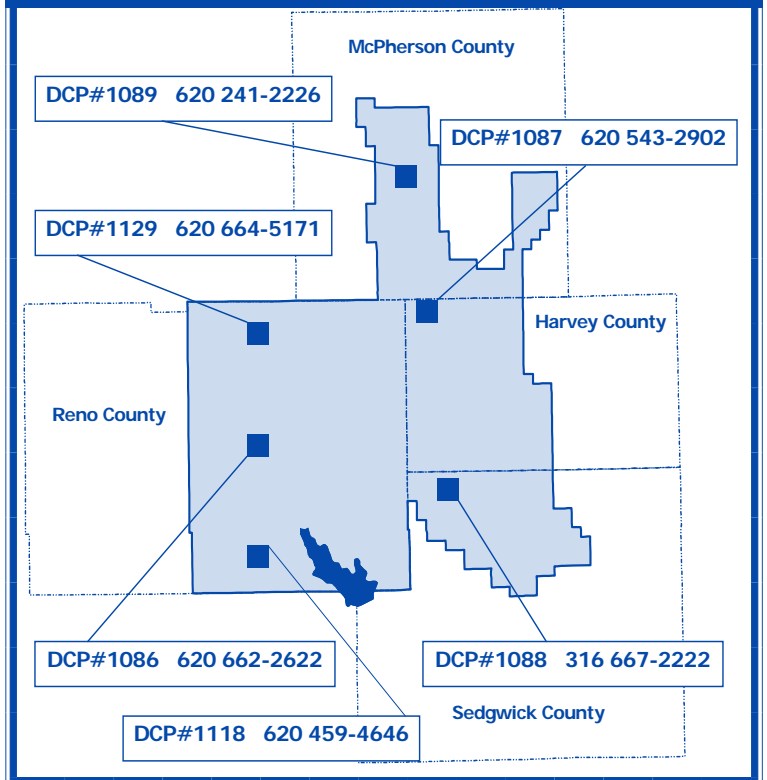 McPherson County
DCP#1089 620 241-2226
DCP#1087 620 543-2902
DCP#1129 620 664-5171
Harvey County
Reno County
DCP#1086 620 662-2622
DCP#1088 316 667-2222
Sedgwick County
DCP#1118 620 459-4646